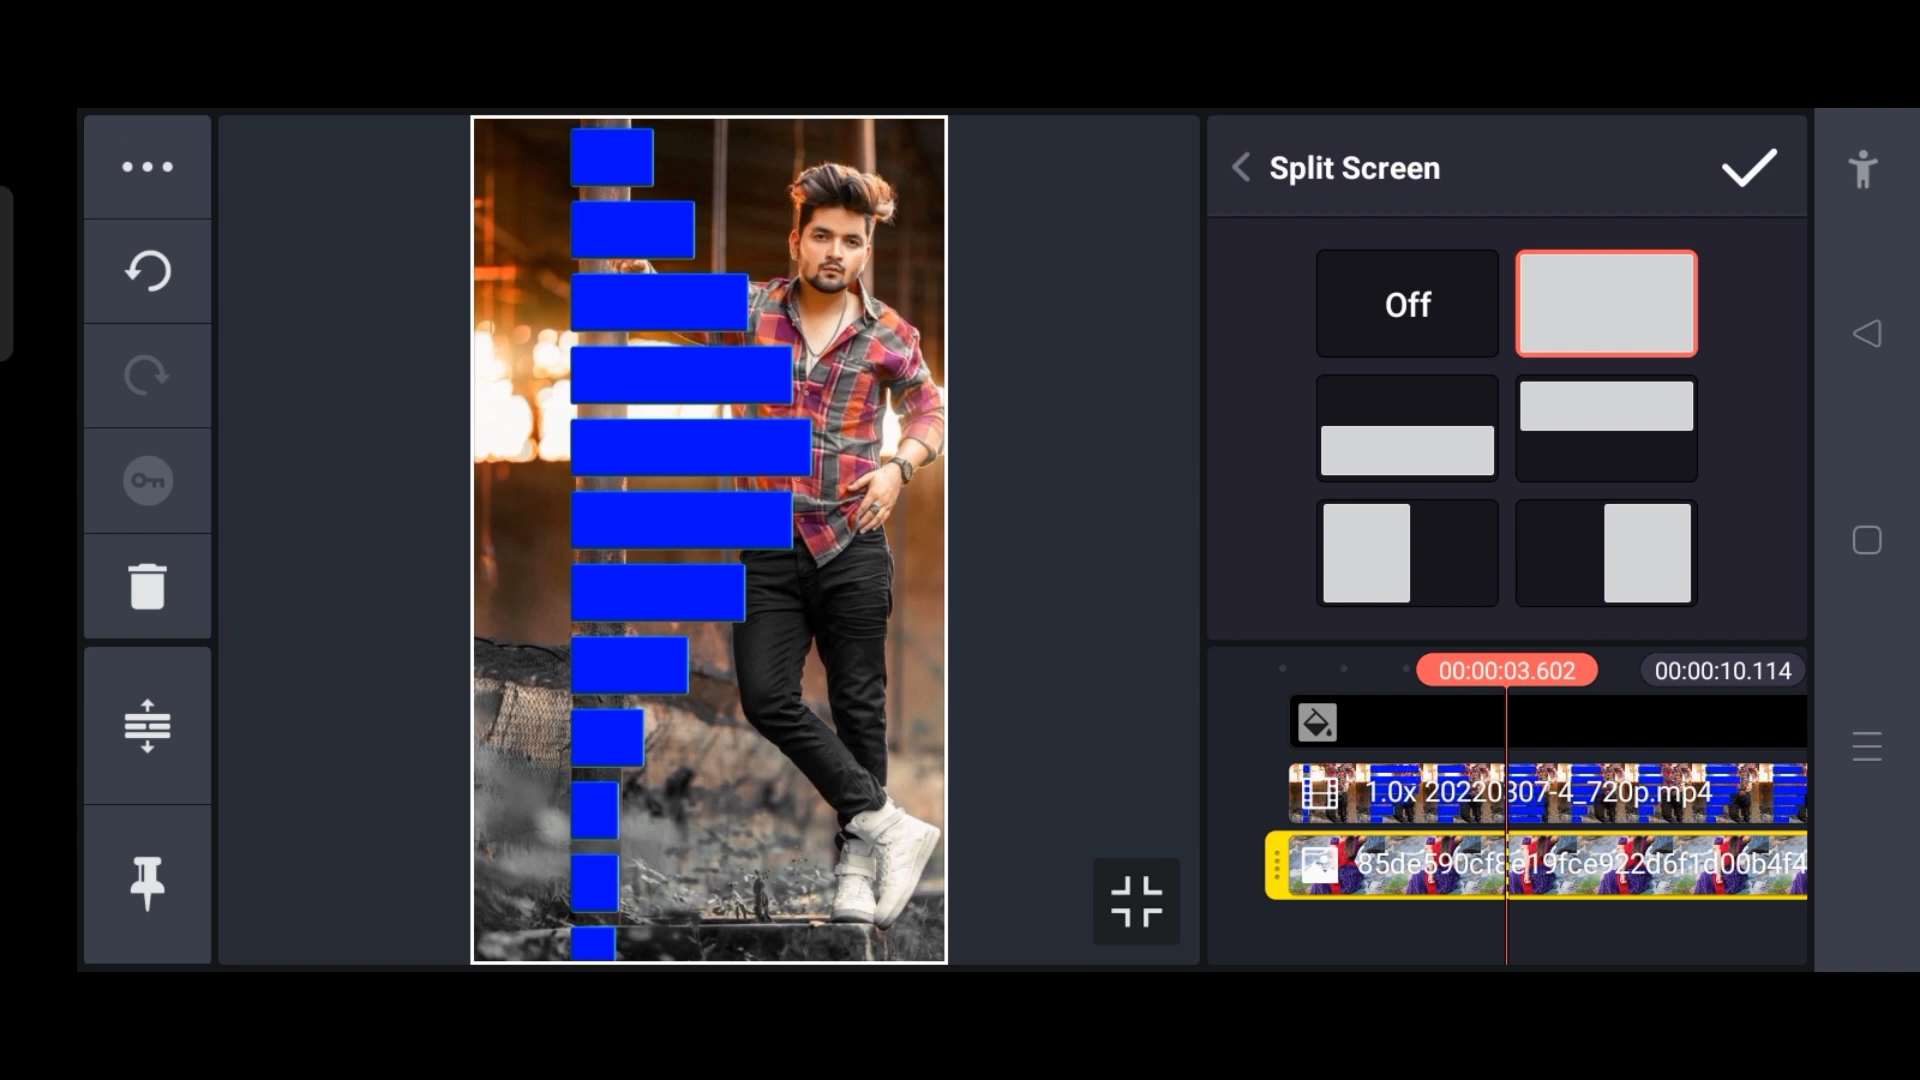 Split Screen
Off
00:00:03.602
00:00:10.114
1.0x 20220307-4_720p.mp4
85de590cf8e19fce922d6f1d00b4f4